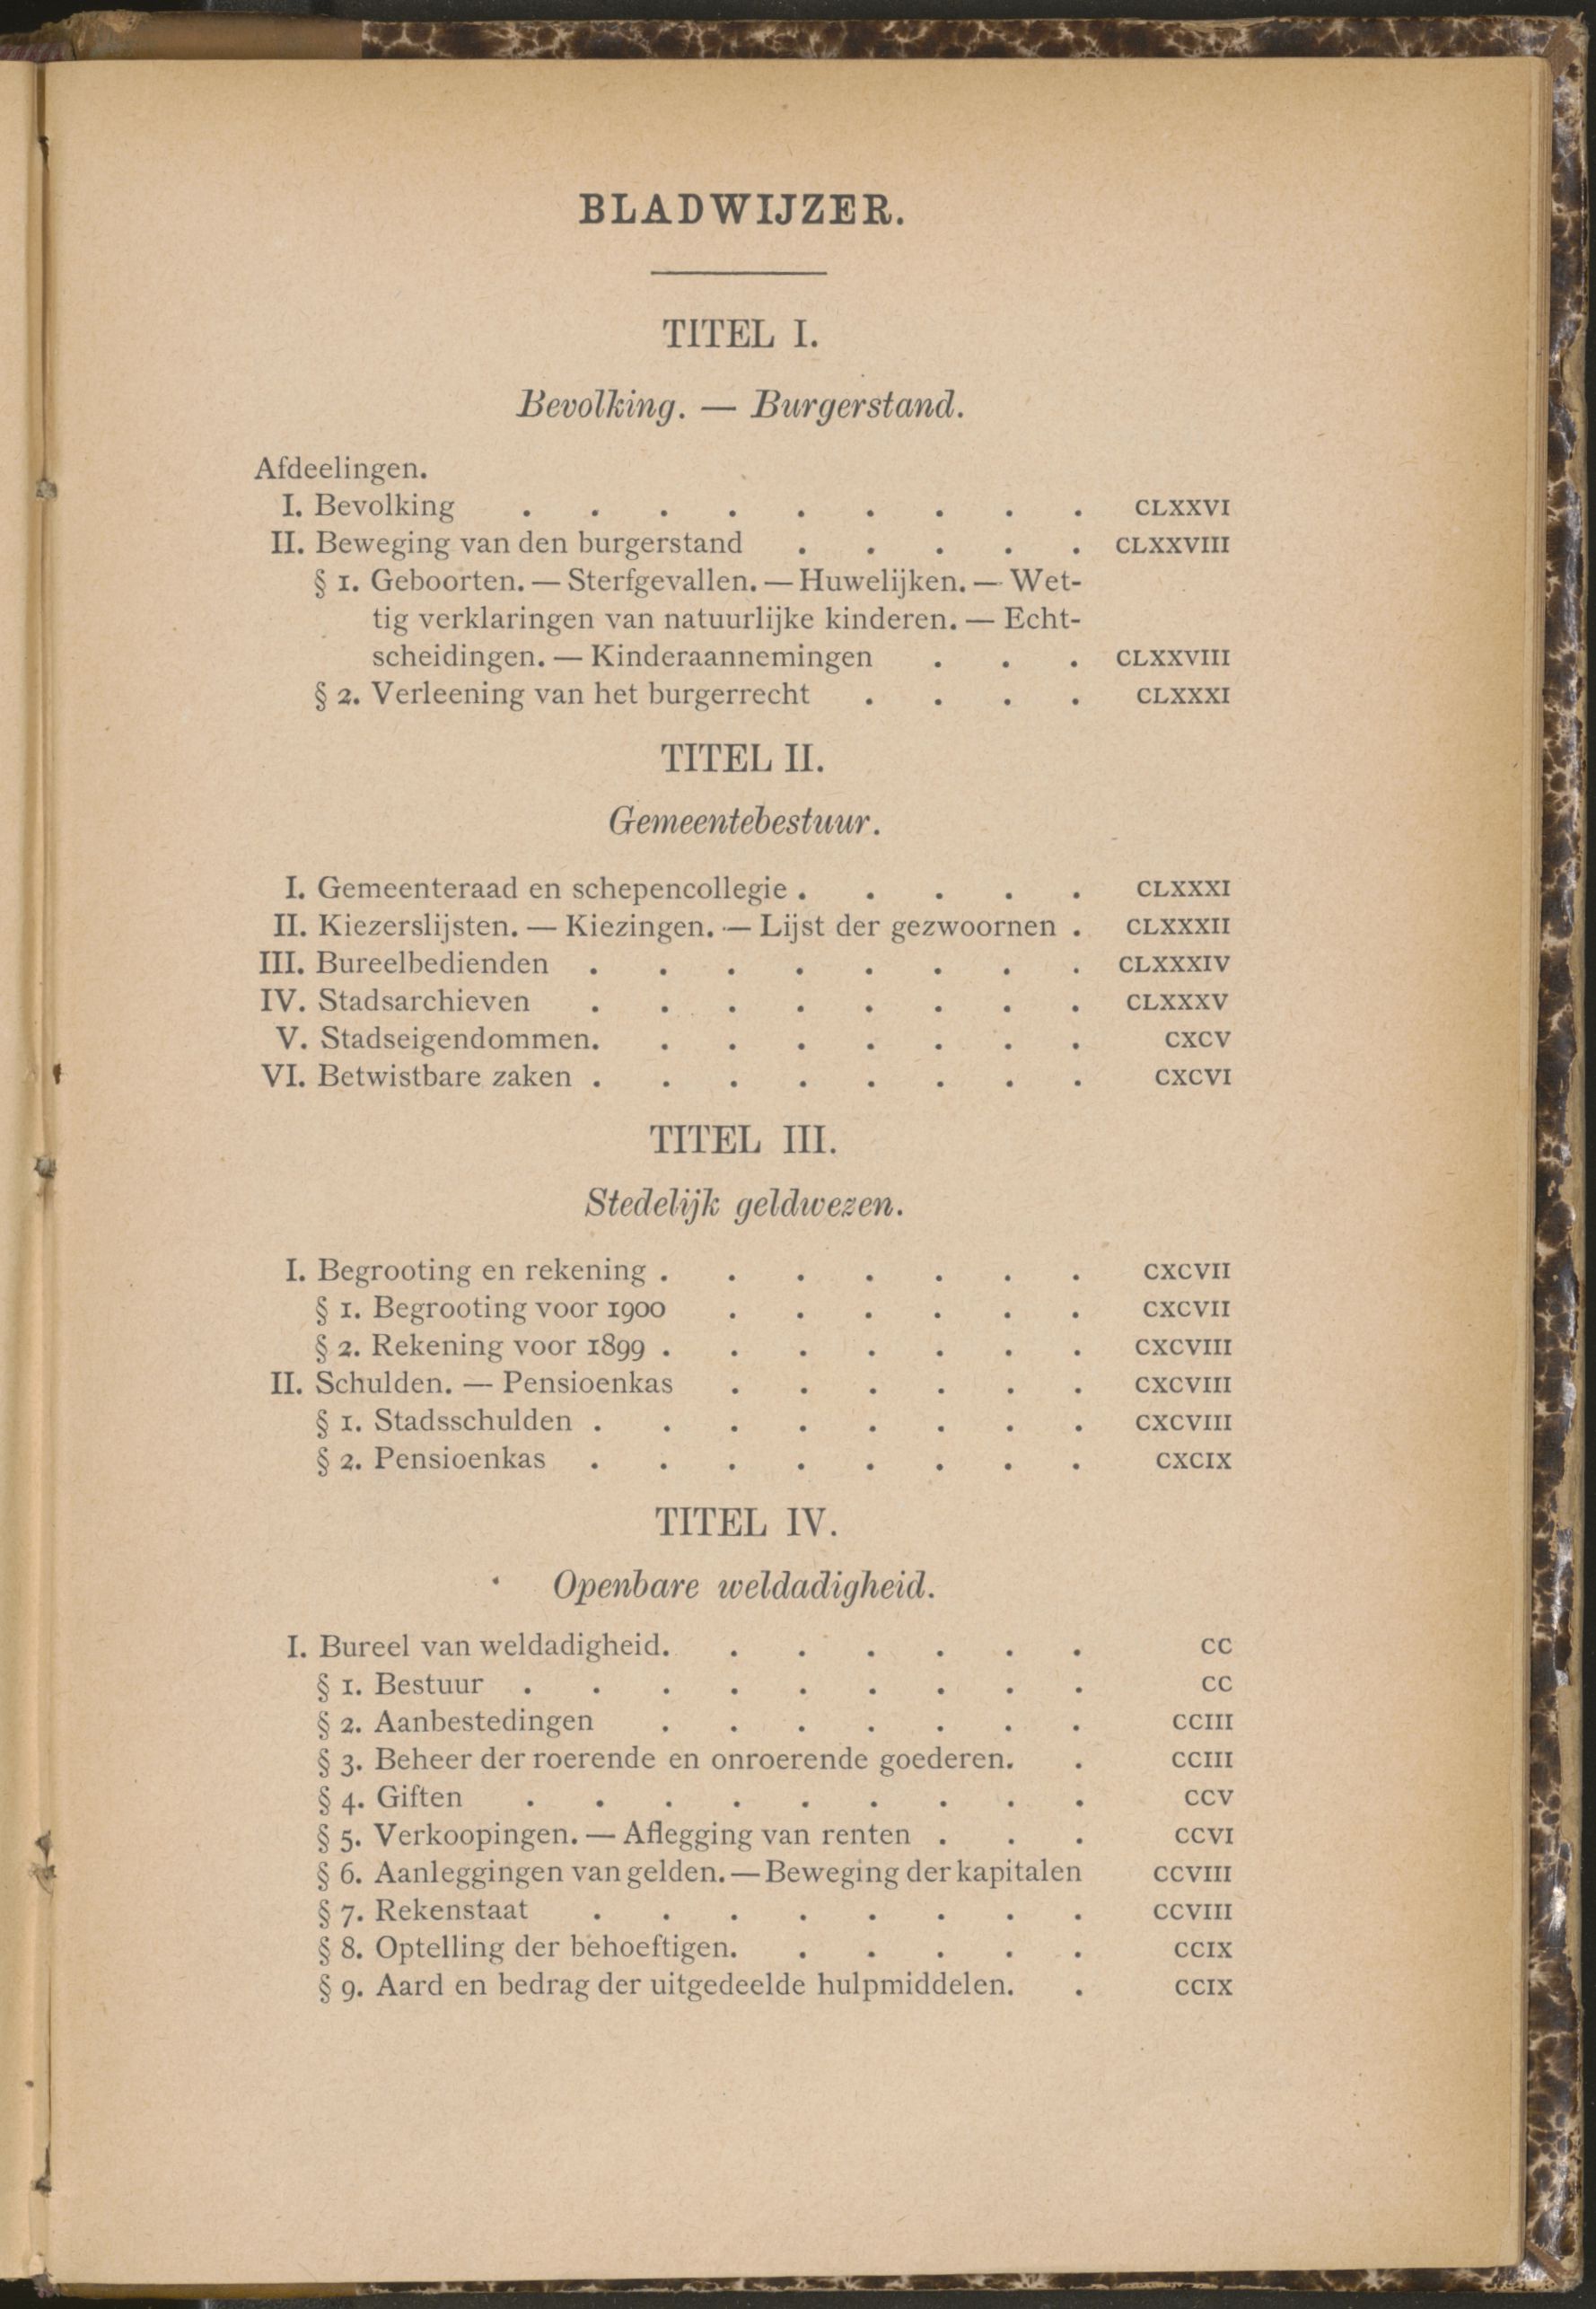 BLADWIJZER.
TITEL I.
Bevolking. — Burgerstand.
Afdeelingen.
I. Bevolking . . . . . . . . . CLXXVI
II. Beweging van den burgerstand . . . . . CLXXVIII
§ 1. Geboorten. — Sterfgevallen. — Huwelijken. — Wet-
tig verklaringen van natuurlijke kinderen. — Echt-
scheidingen. — Kinderaannemingen . . . CLXXVIII
§ 2. Verleening van het burgerrecht . . . . CLXXXI
TITEL II.
Gemeentebestuur.
I. Gemeenteraad en schepencollegie . . . . . CLXXXI
II. Kiezerslijsten. — Kiezingen. — Lijst der gezwoornen . CLXXXII
III. Bureelbedienden . . . . . . . . CLXXXIV
IV. Stadsarchieven . . . . . . . . CLXXXV
V. Stadseigendommen. . . . . . . . CXCV
VI. Betwistbare zaken . . . . . . . . CXCVI
TITEL III.
Stedelijk geldwezen.
I. Begrooting en rekening . . . . . . . CXCVII
§ 1. Begrooting voor 1900 . . . . . . CXCVII
§ 2. Rekening voor 1899 . . . . . . . CXCVIII
II. Schulden. — Pensioenkas . . . . . . CXCVIII
§ 1. Stadsschulden . . . . . . . . CXCVIII
§ 2. Pensioenkas . . . . . . . . CXCIX
TITEL IV.
Openbare weldadigheid.
I. Bureel van weldadigheid. . . . . . . CC
§ 1. Bestuur . . . . . . . . . CC
§ 2. Aanbestedingen . . . . . . . CCIII
§ 3. Beheer der roerende en onroerende goederen. . CCIII
§ 4. Giften . . . . . . . . . CCV
§ 5. Verkoopingen. — Aflegging van renten . . . CCVI
§ 6. Aanleggingen van gelden. — Beweging der kapitalen CCVIII
§ 7. Rekenstaat . . . . . . . . CCVIII
§ 8. Optelling der behoeftigen. . . . . . CCIX
§ 9. Aard en bedrag der uitgedeelde hulpmiddelen. . CCIX